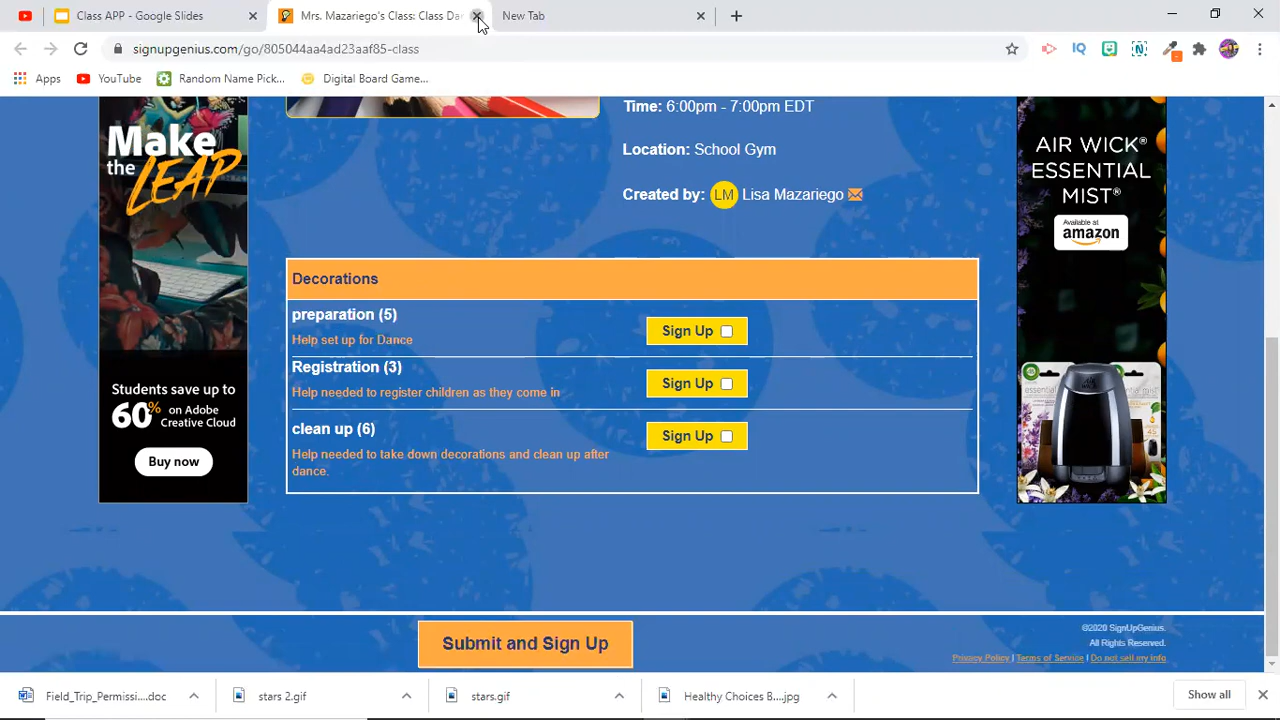 Class APP - Google Slides
Mrs. Mazariego's Class: Class Da
New Tab
signupgenius.com/go/805044aa4ad23aaf85-class
IQ
N
Apps
YouTube
Random Name Pick...
Digital Board Game...
Make
the LEAP
Students save up to
60% on Adobe
Creative Cloud
Buy now
Time: 6:00pm - 7:00pm EDT
Location: School Gym
Created by: LM Lisa Mazariego
Decorations
preparation (5)
Help set up for Dance
Sign Up
Registration (3)
Help needed to register children as they come in
Sign Up
clean up (6)
Help needed to take down decorations and clean up after
dance.
Sign Up
AIR WICK®
ESSENTIAL
MIST®
Available at
amazon
Submit and Sign Up
©2020 SignUpGenius.
All Rights Reserved.
Privacy Policy | Terms of Service | Do not sell my info
Field_Trip_Permissi....doc
stars 2.gif
stars.gif
Healthy Choices B....jpg
Show all